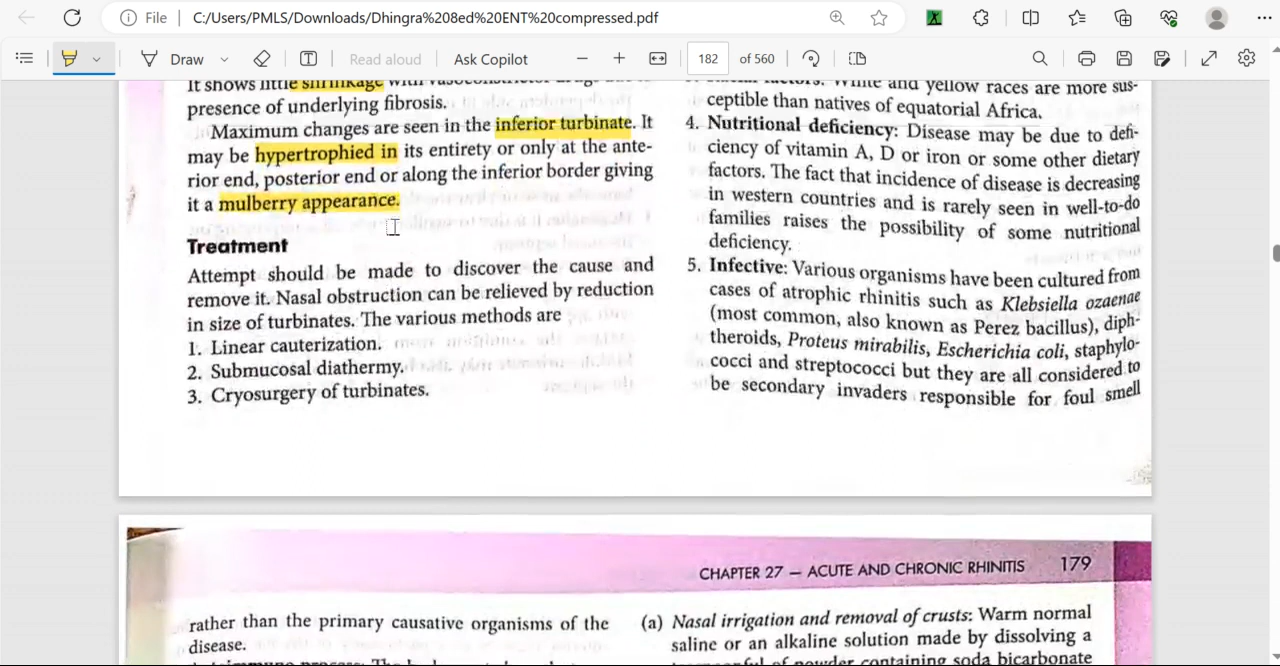 File
C:/Users/PMLS/Downloads/Dhingra%208ed%20ENT%20compressed.pdf
Draw
Read aloud
Ask Copilot
182
of 560
It shows little shrinkage with
presence of underlying fibrosis.
Maximum changes are seen in the inferior turbinate. It
may be hypertrophied in its entirety or only at the ante-
rior end, posterior end or along the inferior border giving
it a mulberry appearance.
Treatment
Attempt should be made to discover the cause and
remove it. Nasal obstruction can be relieved by reduction
in size of turbinates. The various methods are
1. Linear cauterization.
2. Submucosal diathermy.
3. Cryosurgery of turbinates.
White and yellow races are more sus-
ceptible than natives of equatorial Africa.
4. Nutritional deficiency: Disease may be due to defi-
ciency of vitamin A, D or iron or some other dietary
factors. The fact that incidence of disease is decreasing
in western countries and is rarely seen in well-to-do
families raises the possibility of some nutritional
deficiency.
5. Infective: Various organisms have been cultured from
cases of atrophic rhinitis such as Klebsiella ozaenae
(most common, also known as Perez bacillus), diph-
theroids, Proteus mirabilis, Escherichia coli, staphylo-
cocci and streptococci but they are all considered to
be secondary invaders responsible for foul smell
CHAPTER 27 — ACUTE AND CHRONIC RHINITIS 179
rather than the primary causative organisms of the
disease.
(a) Nasal irrigation and removal of crusts: Warm normal
saline or an alkaline solution made by dissolving a
of powder containing soda bicarbonate